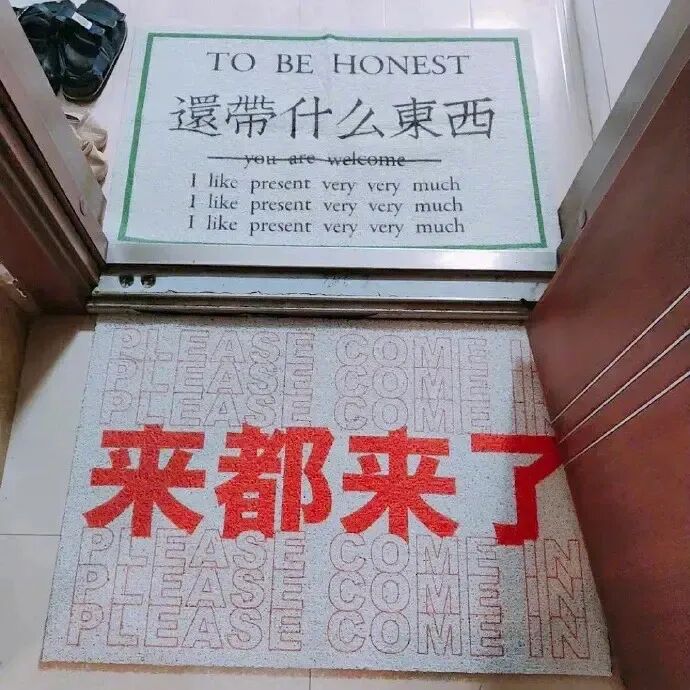 TO BE HONEST
還帶什么東西
you are welcome
I like present very very much
I like present very very much
I like present very very much
PLEASE COME IN
PLEASE COME IN
PLEASE COME IN
来都来了
PLEASE COME IN
PLEASE COME IN
PLEASE COME IN